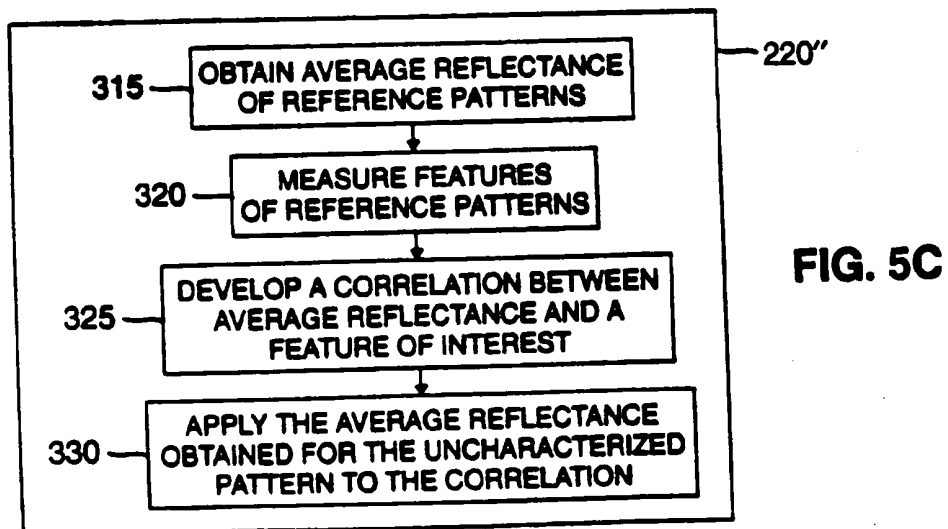 220"
315
OBTAIN AVERAGE REFLECTANCE
OF REFERENCE PATTERNS
320
MEASURE FEATURES
OF REFERENCE PATTERNS
325
DEVELOP A CORRELATION BETWEEN
AVERAGE REFLECTANCE AND A
FEATURE OF INTEREST
330
APPLY THE AVERAGE REFLECTANCE
OBTAINED FOR THE UNCHARACTERIZED
PATTERN TO THE CORRELATION
FIG. 5C